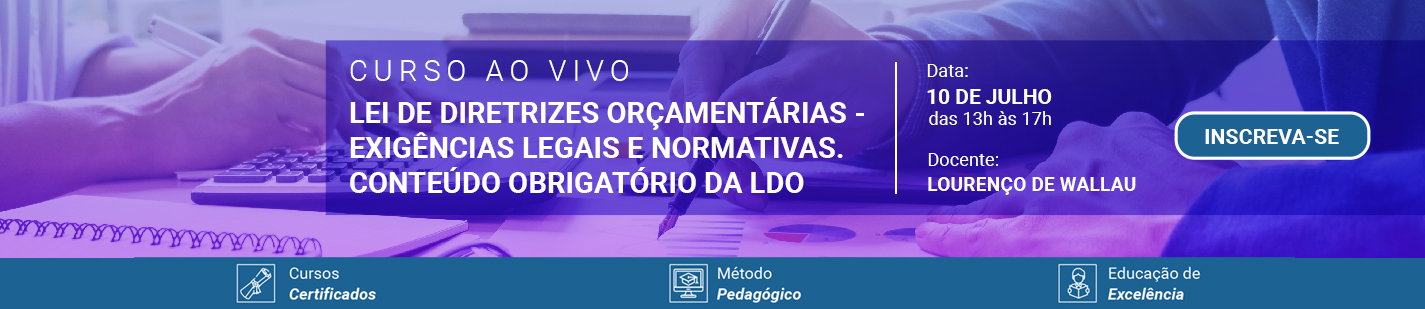 CURSO AO VIVO
LEI DE DIRETRIZES ORÇAMENTÁRIAS -
EXIGÊNCIAS LEGAIS E NORMATIVAS.
CONTEÚDO OBRIGATÓRIO DA LDO
Data:
10 DE JULHO
das 13h às 17h
Docente:
LOURENÇO DE WALLAU
INSCREVA-SE
Cursos
Certificados
Método
Pedagógico
Educação de
Excelência